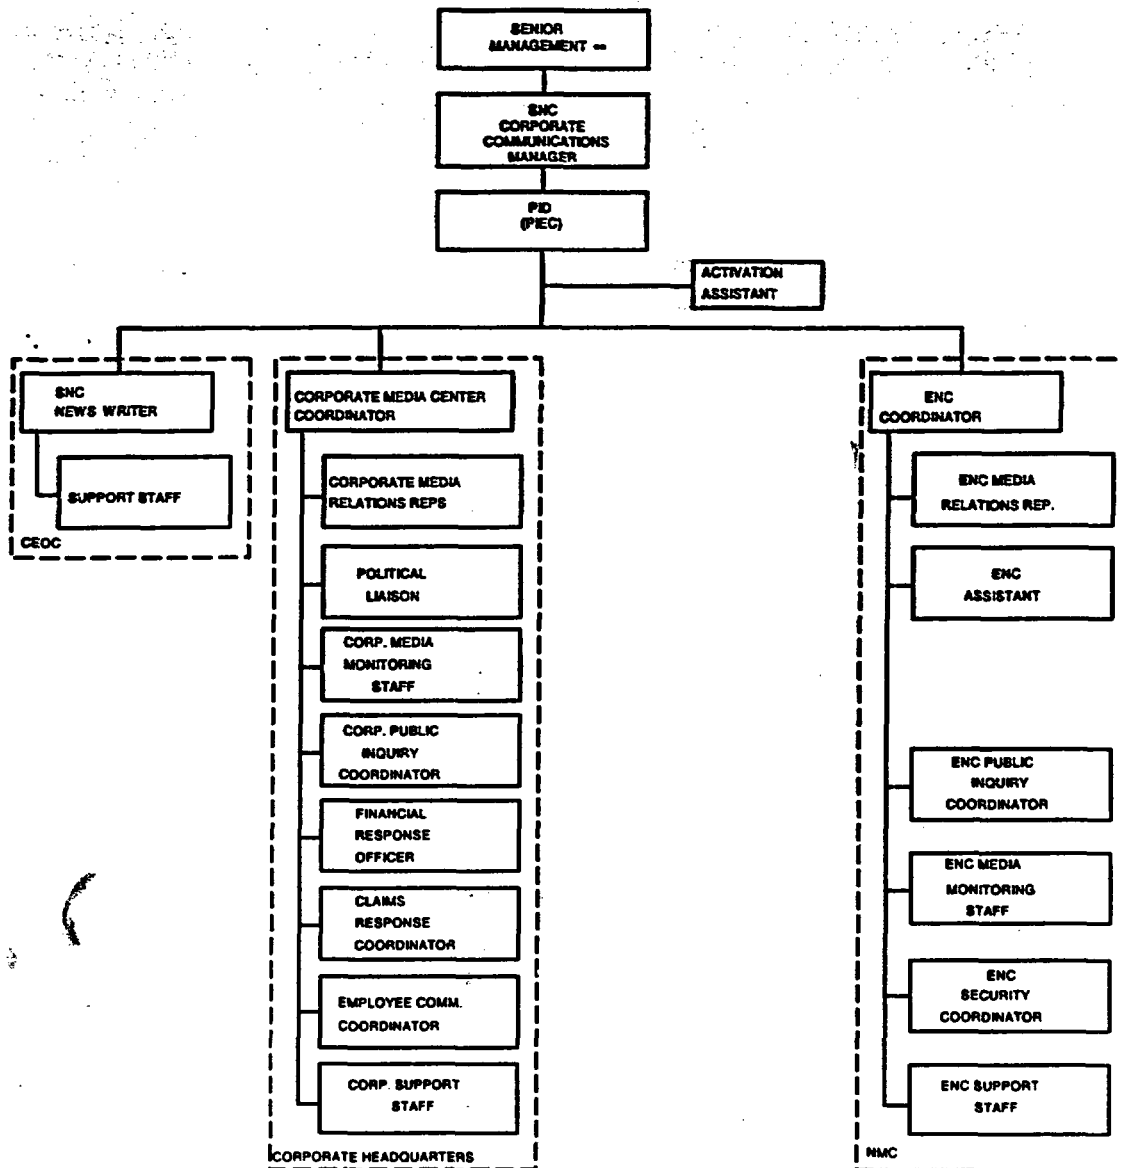 SENIOR
MANAGEMENT **
SNC
CORPORATE
COMMUNICATIONS
MANAGER
PID
(PIEC)
ACTIVATION
ASSISTANT
SNC
NEWS WRITER
SUPPORT STAFF
CEOC
CORPORATE MEDIA CENTER
COORDINATOR
CORPORATE MEDIA
RELATIONS REPS
POLITICAL
LIAISON
CORP. MEDIA
MONITORING
STAFF
CORP. PUBLIC
INQUIRY
COORDINATOR
FINANCIAL
RESPONSE
OFFICER
CLAIMS
RESPONSE
COORDINATOR
EMPLOYEE COMM.
COORDINATOR
CORP. SUPPORT
STAFF
CORPORATE HEADQUARTERS
ENC
COORDINATOR
ENC MEDIA
RELATIONS REP.
ENC
ASSISTANT
ENC PUBLIC
INQUIRY
COORDINATOR
ENC MEDIA
MONITORING
STAFF
ENC
SECURITY
COORDINATOR
ENC SUPPORT
STAFF
NMC